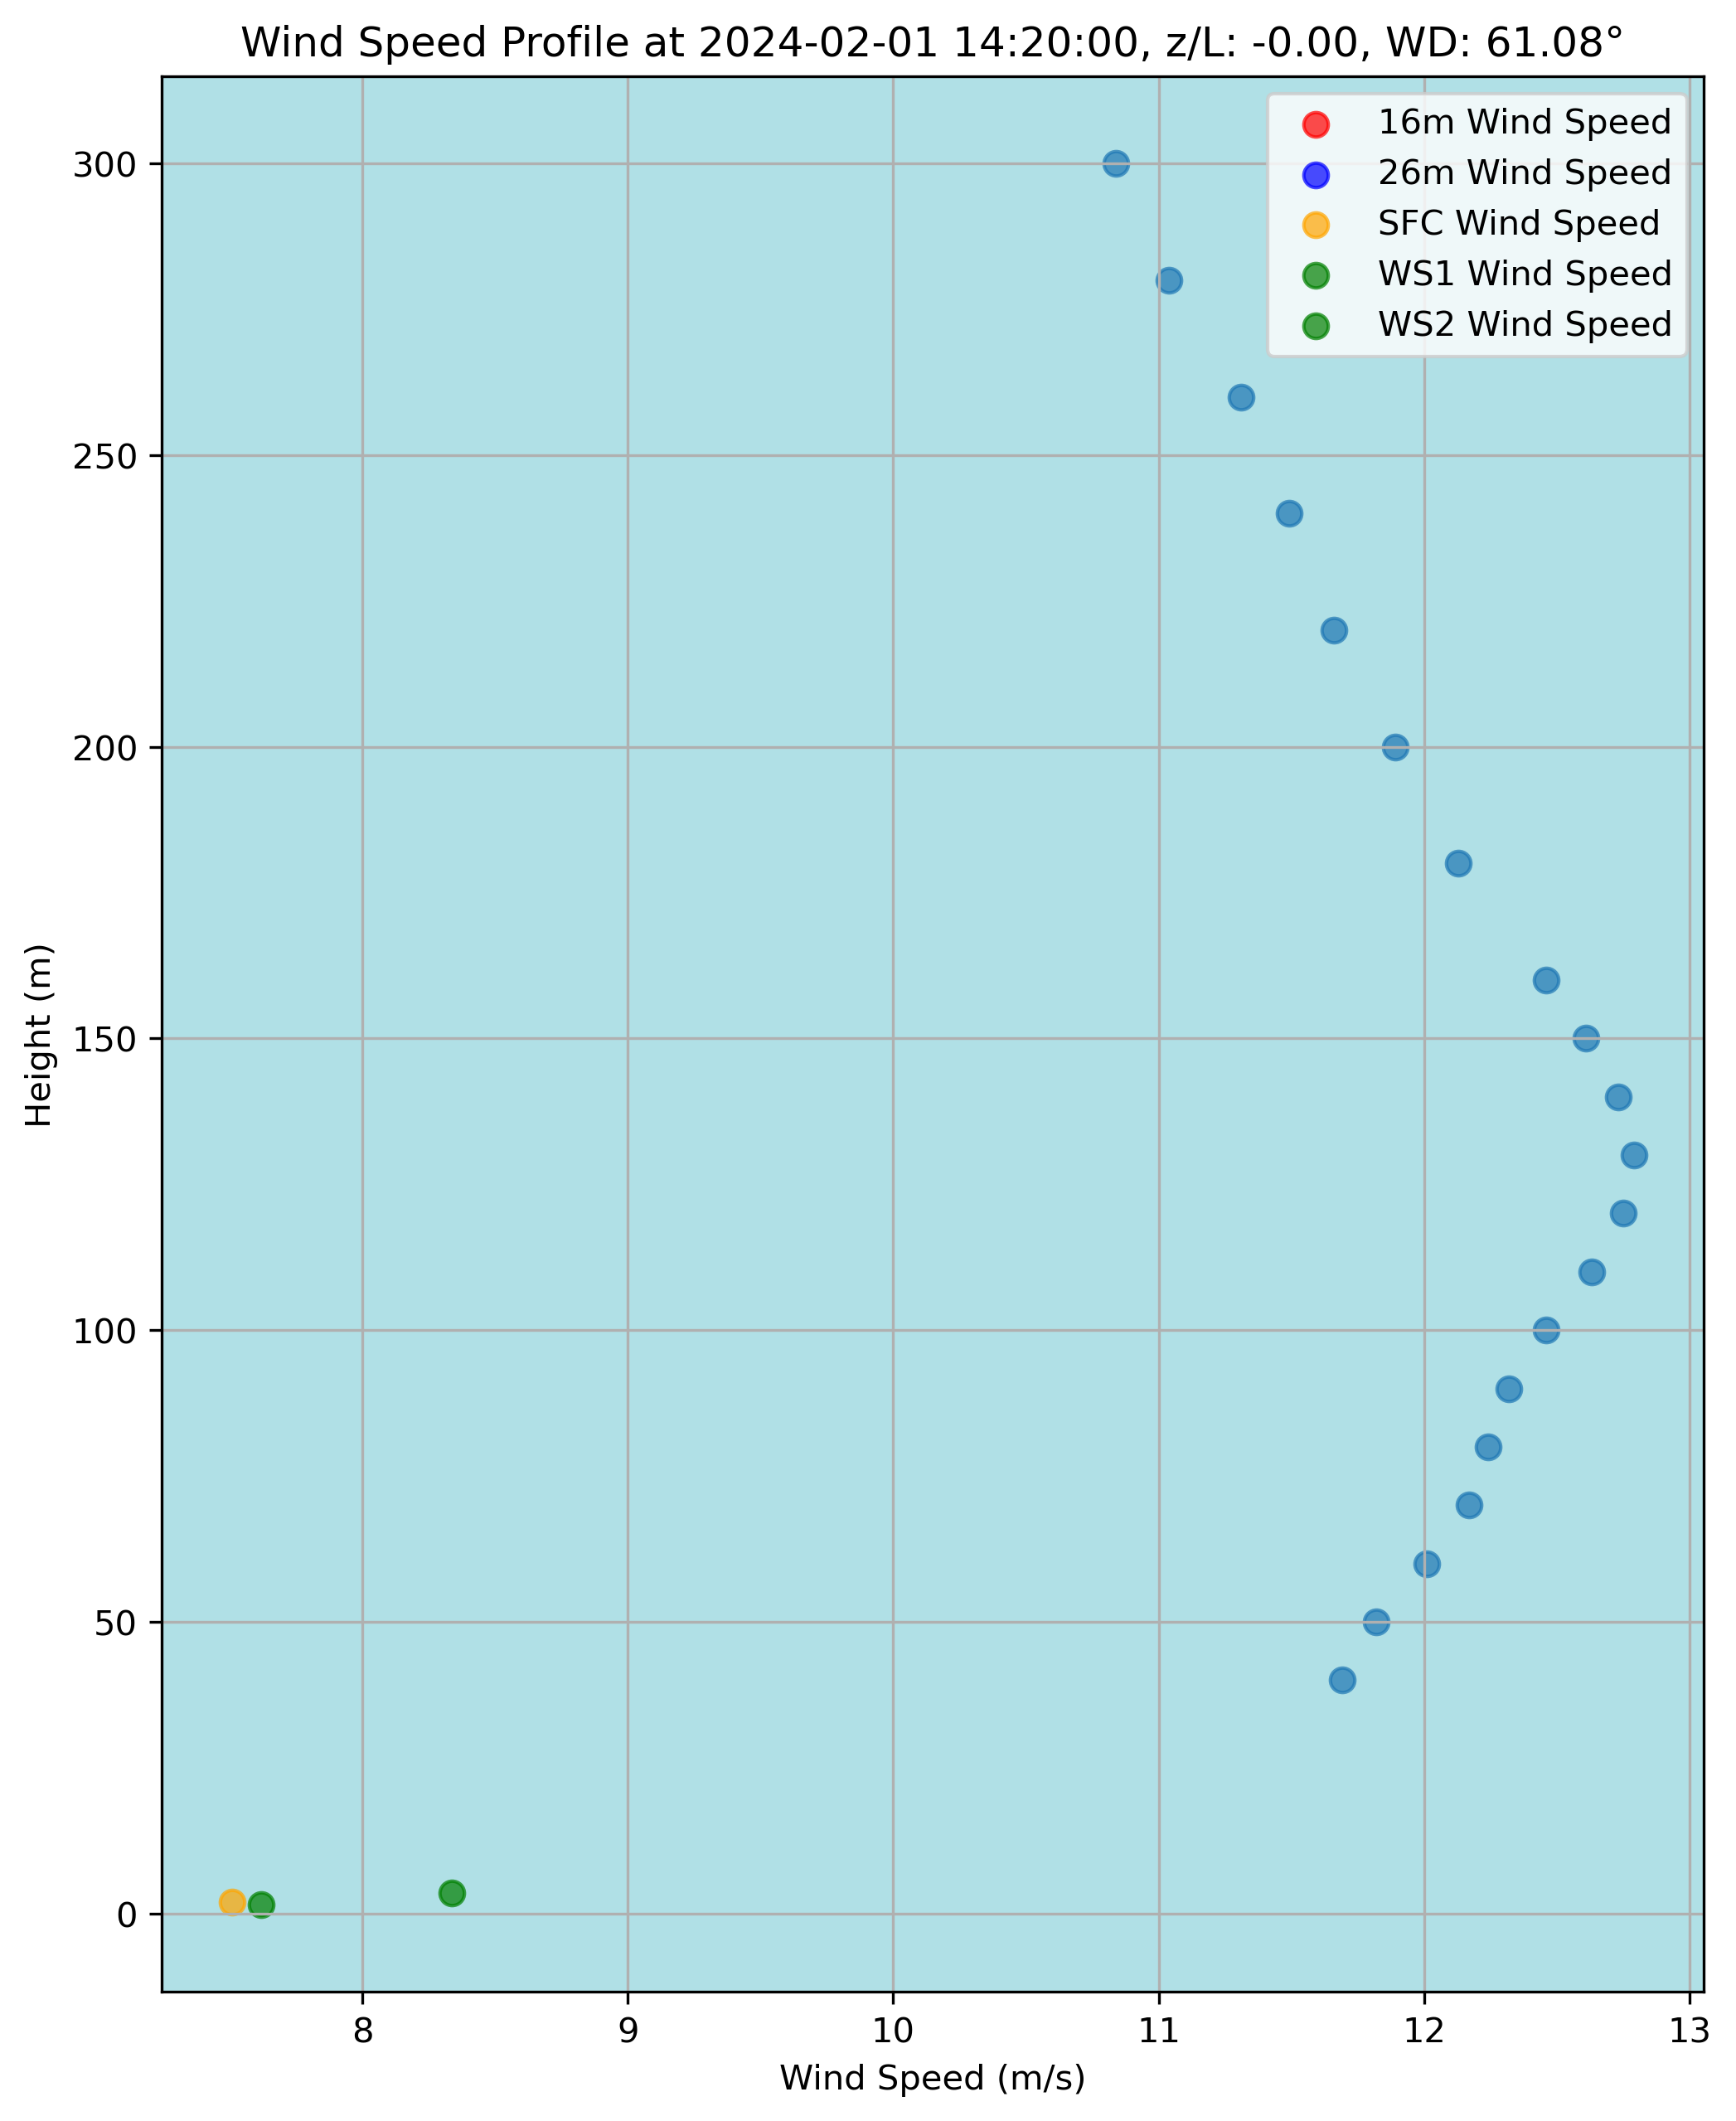 Wind Speed Profile at 2024-02-01 14:20:00, z/L: -0.00, WD: 61.08°
16m Wind Speed
26m Wind Speed
SFC Wind Speed
WS1 Wind Speed
WS2 Wind Speed
Height (m)
300
250
200
150
100
50
0
8 9 10 11 12 13
Wind Speed (m/s)